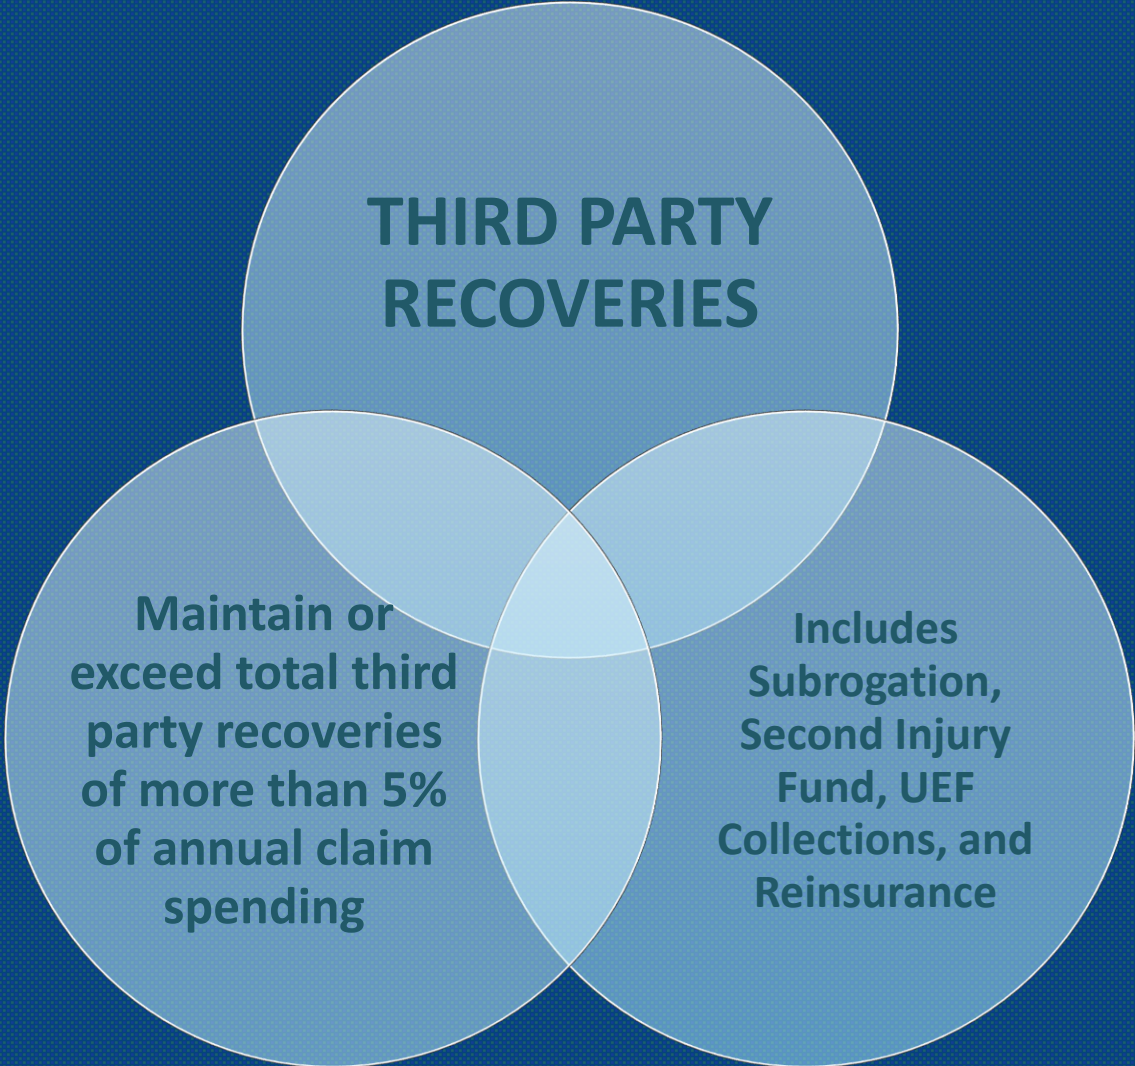 THIRD PARTY
RECOVERIES
Maintain or
exceed total third
party recoveries
of more than 5%
of annual claim
spending
Includes
Subrogation,
Second Injury
Fund, UEF
Collections, and
Reinsurance